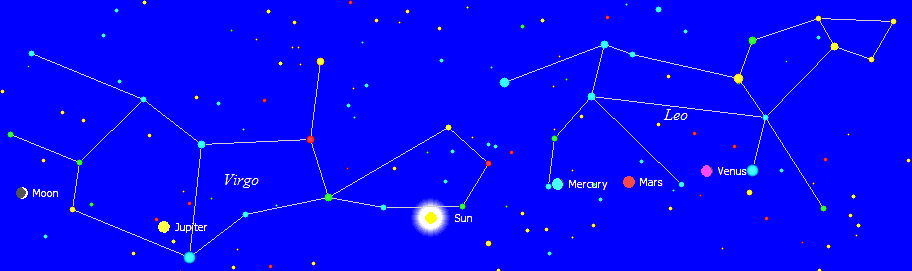 Leo
Venus
Virgo
Mercury
Mars
Moon
Sun
Jupiter